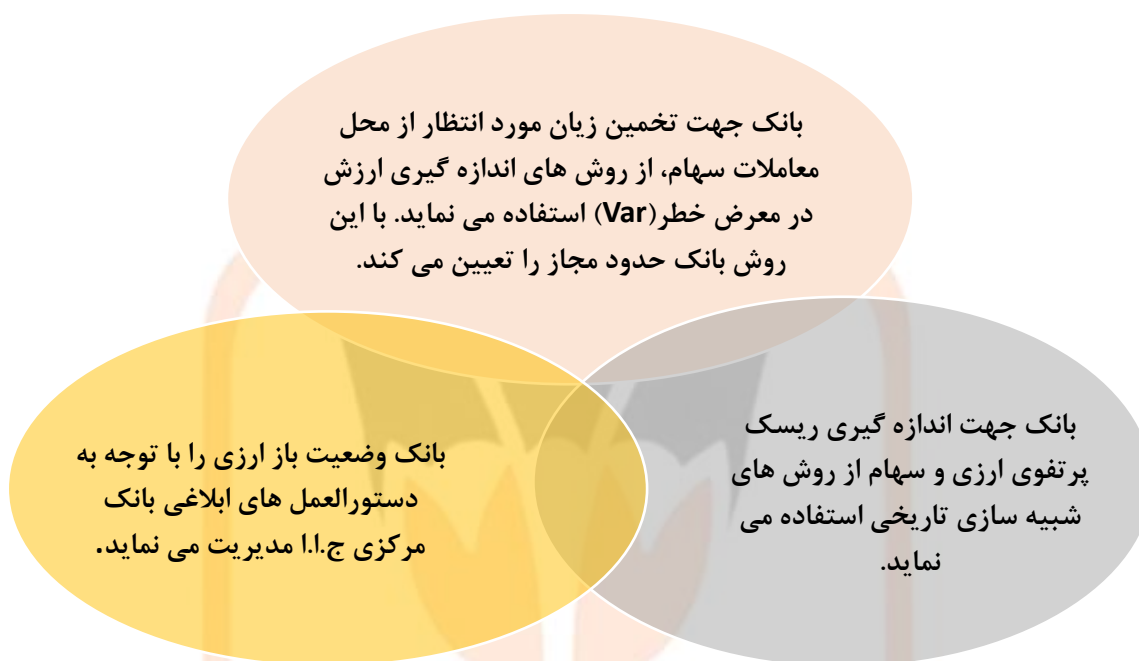 بانک جهت تخمین زیان مورد انتظار از محل
معاملات سهام، از روش های اندازه گیری ارزش
در معرض خطر(Var) استفاده می نماید. با این
روش بانک حدود مجاز را تعیین می کند.
بانک جهت اندازه گیری ریسک
پرتفوی ارزی و سهام از روش های
شبیه سازی تاریخی استفاده می
نماید.
بانک وضعیت باز ارزی را با توجه به
دستورالعمل های ابلاغی بانک
مرکزی ج.ا.ا مدیریت می نماید.